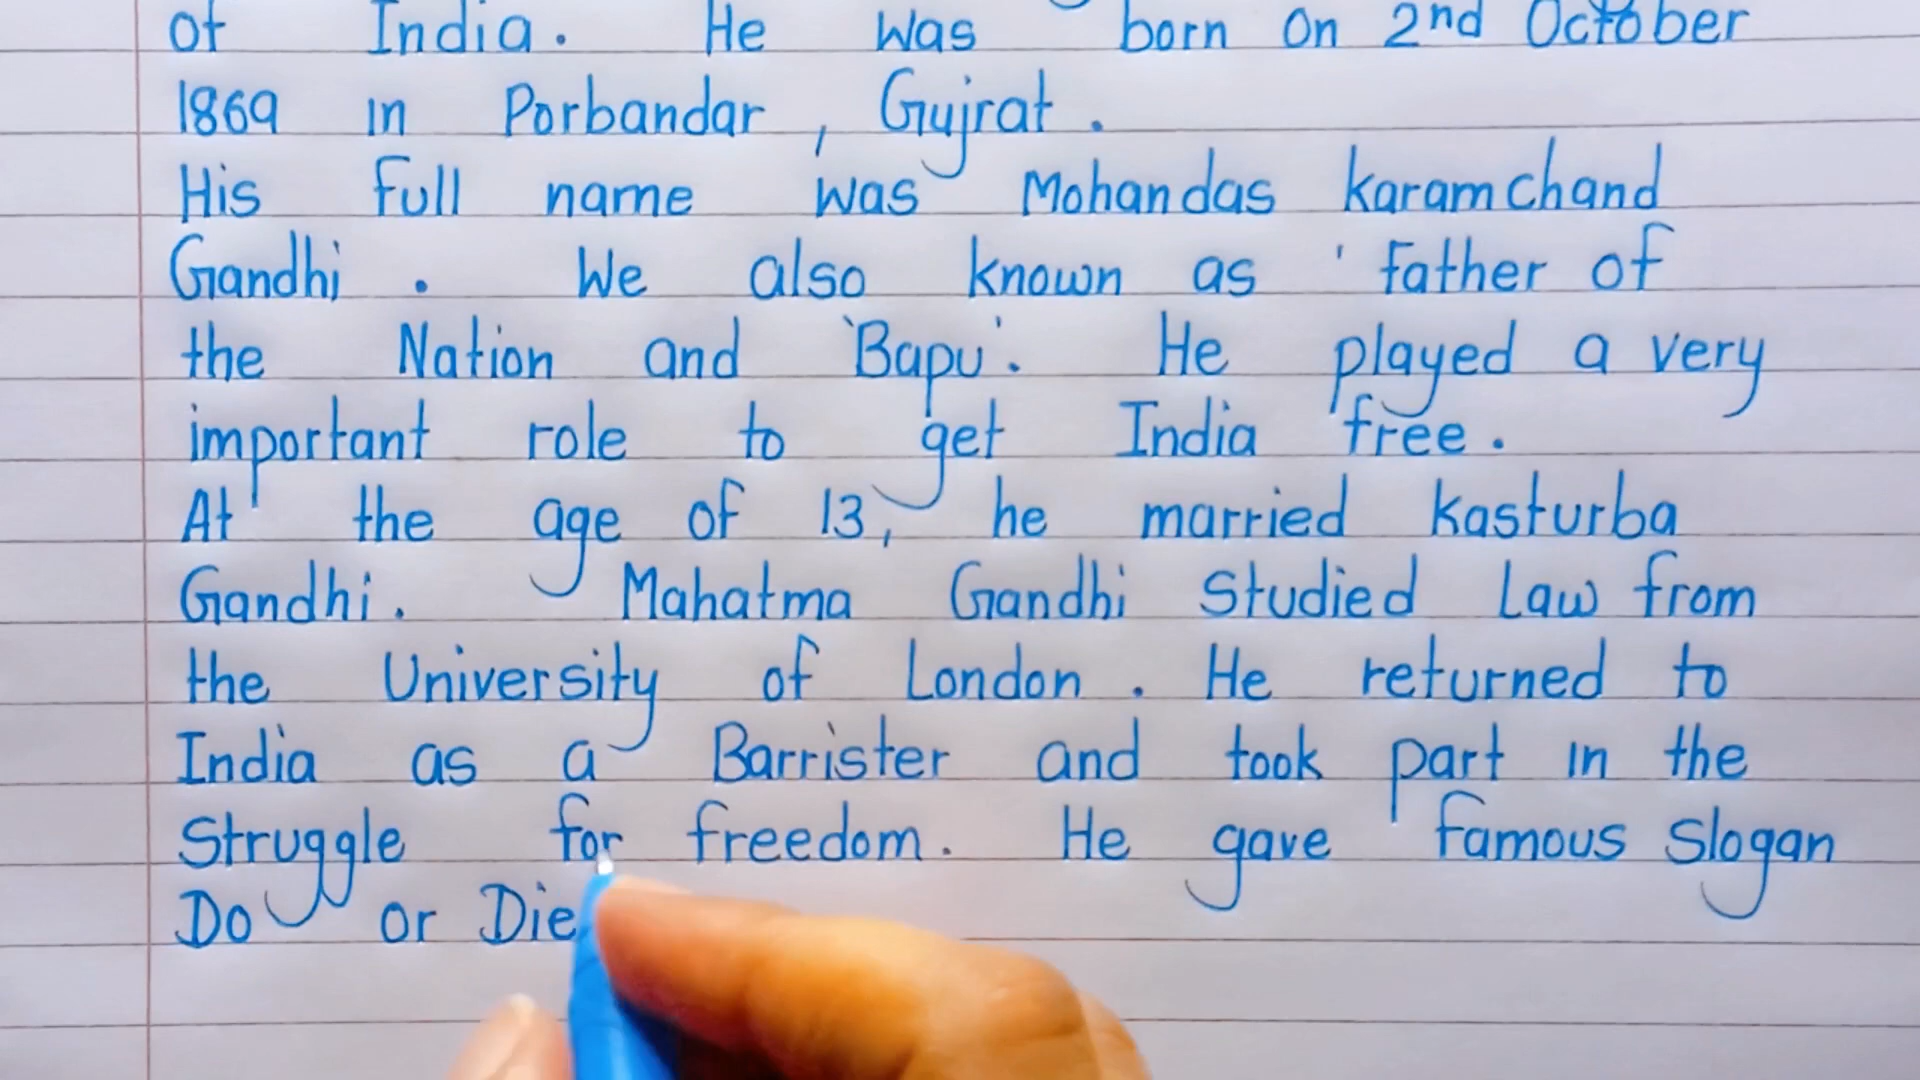 of India. He was born on 2nd October
1869 in Porbandar, Gujrat.
His full name was Mohandas karamchand
Gandhi. We also known as 'father of
the Nation and 'Bapu'. He played a very
important role to get India free.
At the age of 13, he married kasturba
Gandhi. Mahatma Gandhi studied Law from
the University of London. He returned to
India as a Barrister and took part in the
Struggle for freedom. He gave famous slogan
Do or Die